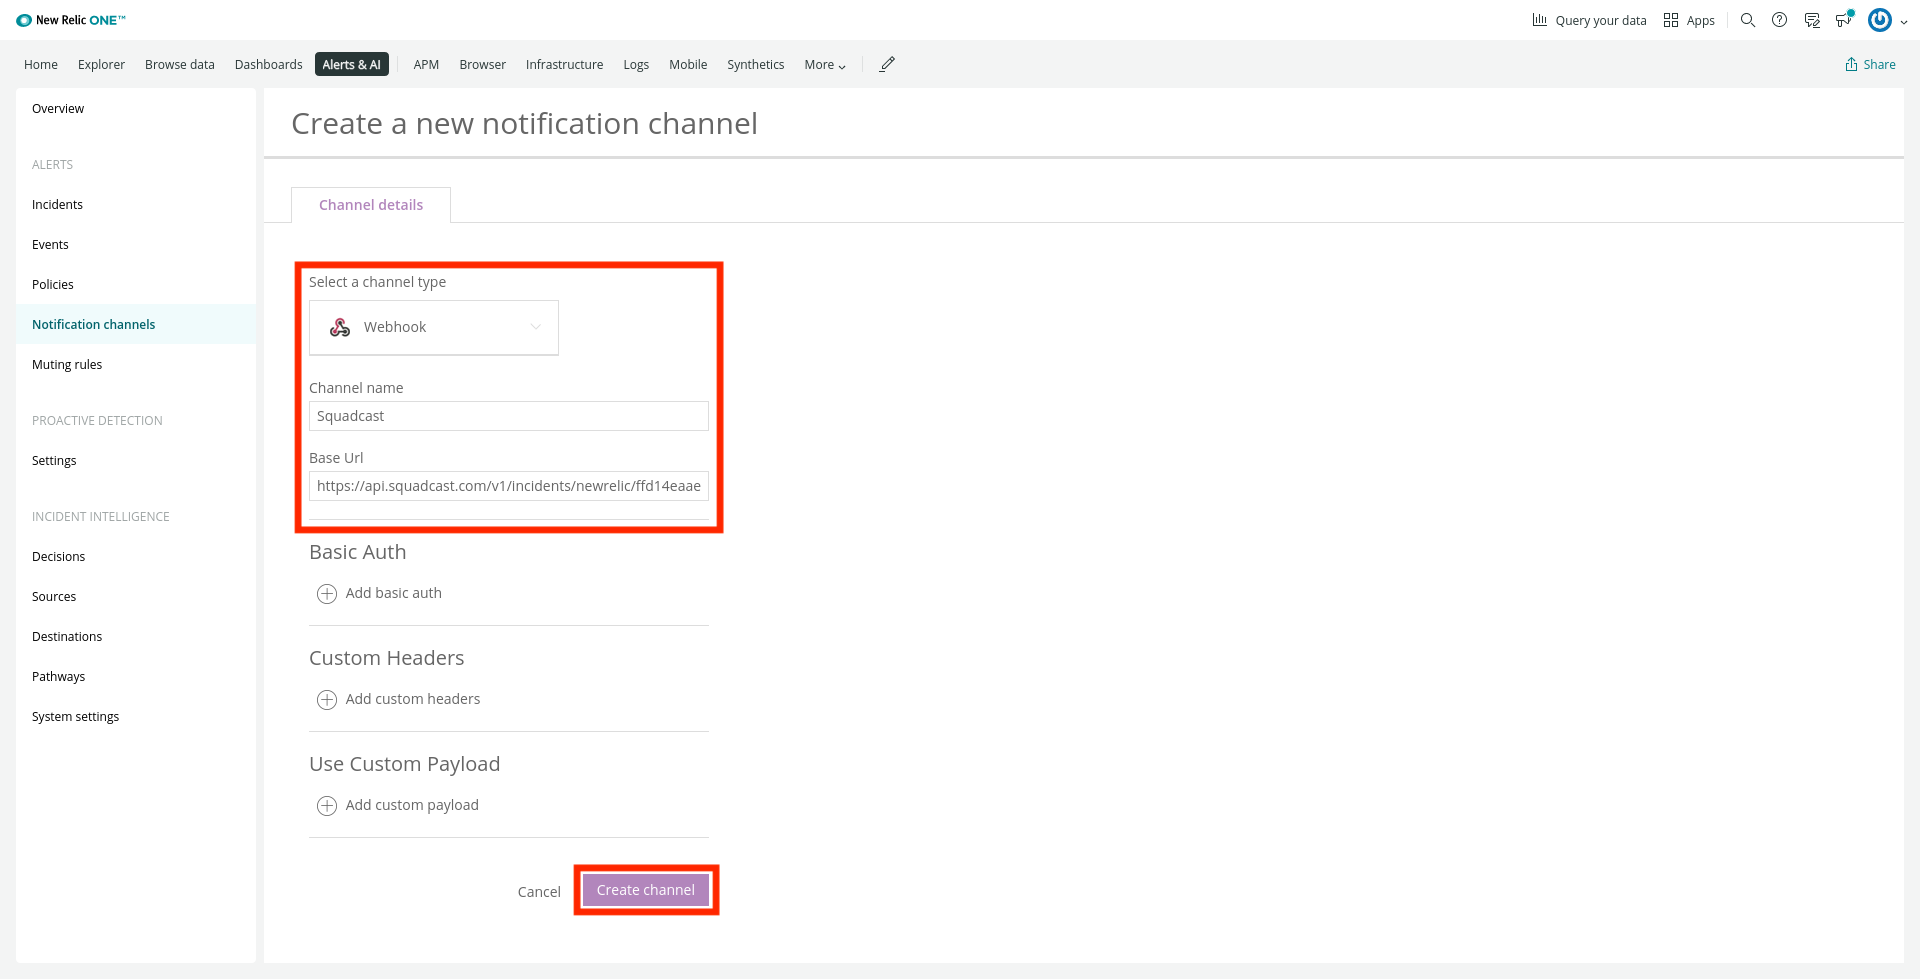 New Relic ONE™
Query your data
Apps
Home
Explorer
Browse data
Dashboards
Alerts & AI
APM
Browser
Infrastructure
Logs
Mobile
Synthetics
More
Share
Overview
ALERTS
Incidents
Events
Policies
Notification channels
Muting rules
PROACTIVE DETECTION
Settings
INCIDENT INTELLIGENCE
Decisions
Sources
Destinations
Pathways
System settings
Create a new notification channel
Channel details
Select a channel type
Webhook
Channel name
Squadcast
Base Url
https://api.squadcast.com/v1/incidents/newrelic/ffd14eaae
Basic Auth
Add basic auth
Custom Headers
Add custom headers
Use Custom Payload
Add custom payload
Cancel
Create channel